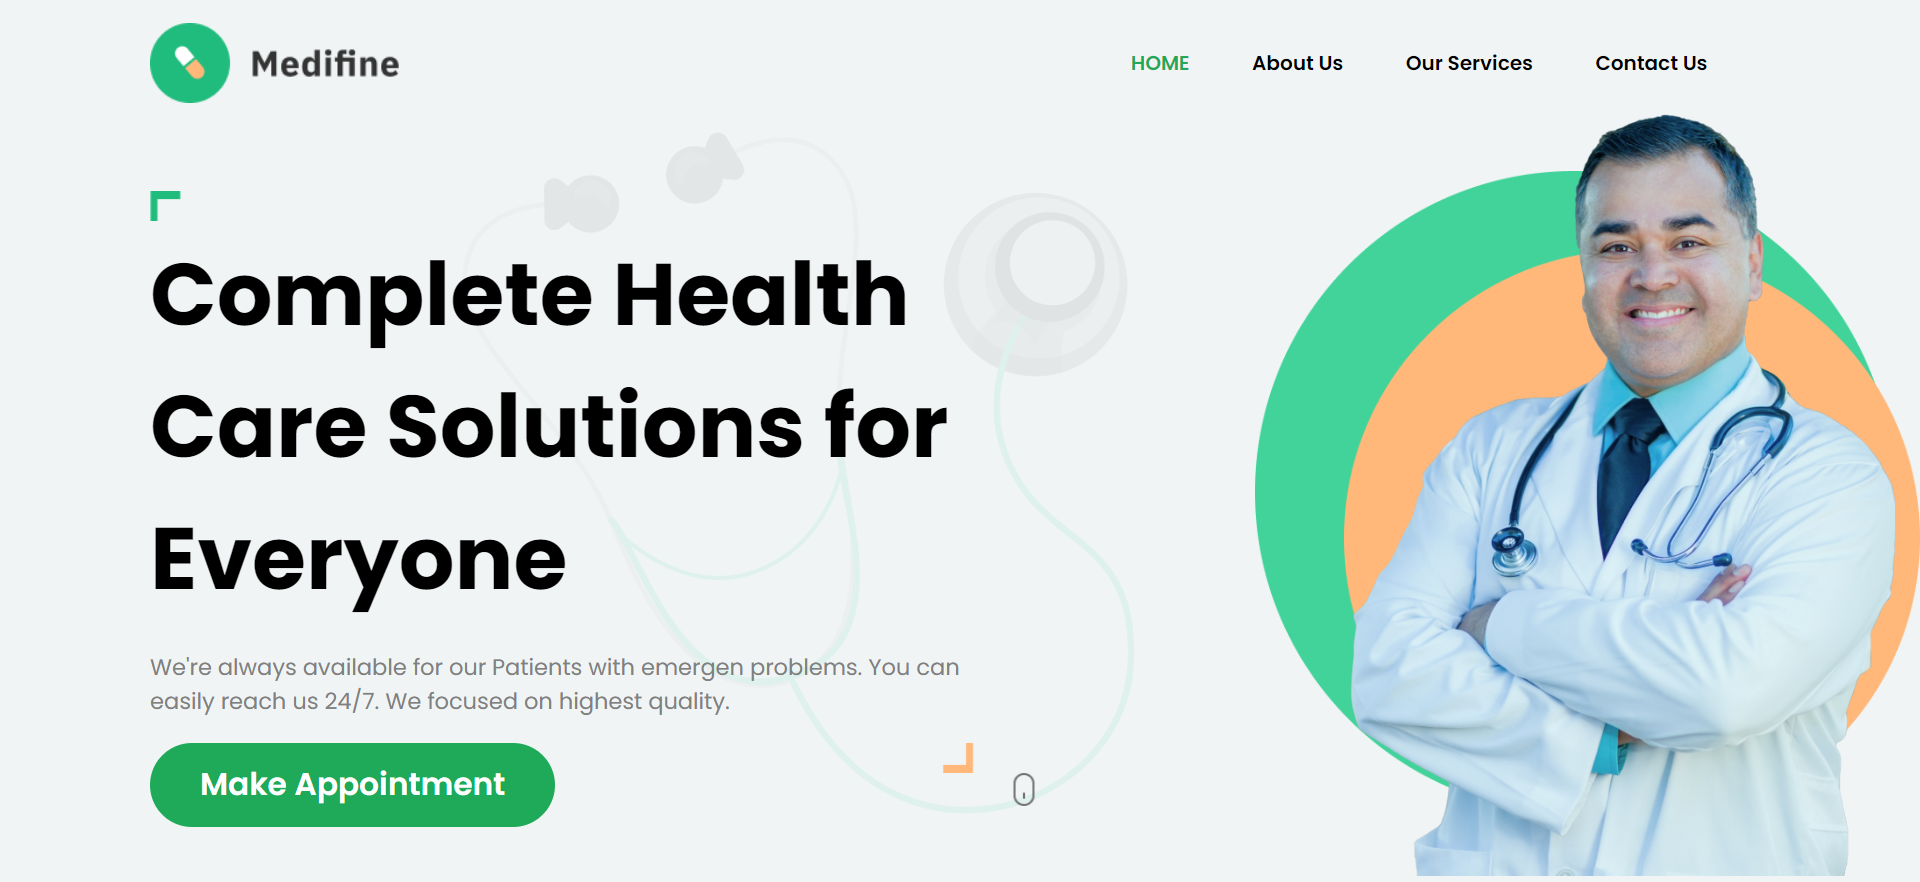 Medifine
HOME About Us Our Services Contact Us
Complete Health
Care Solutions for
Everyone
We're always available for our Patients with emergen problems. You can
easily reach us 24/7. We focused on highest quality.
Make Appointment